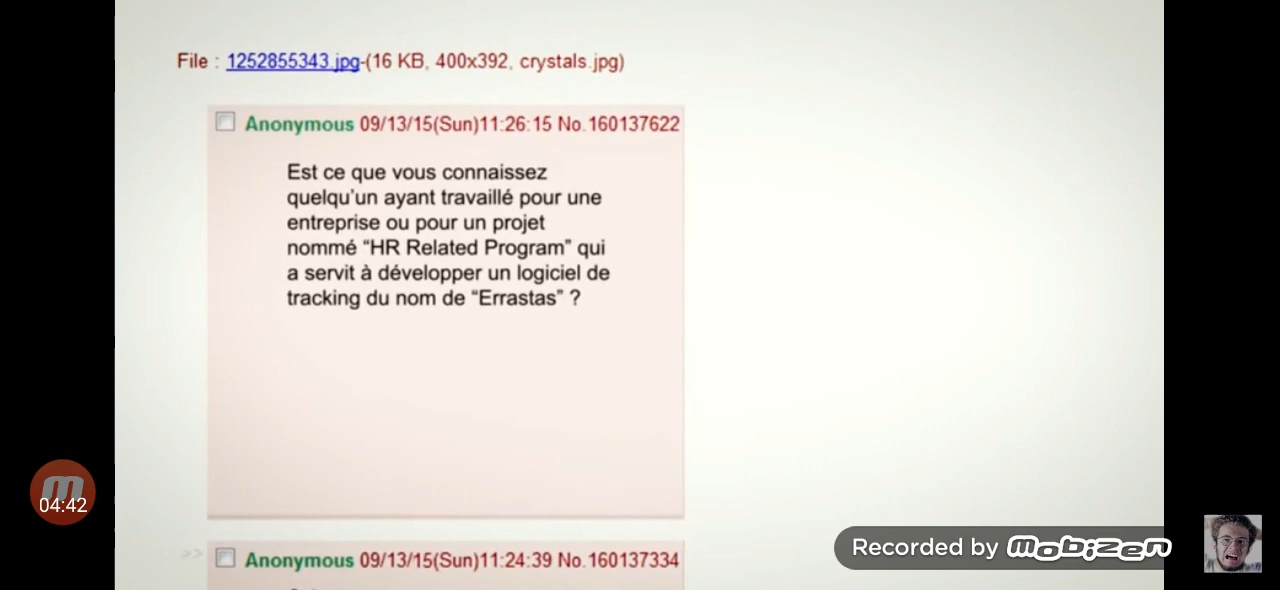 File : 1252855343.jpg-(16 KB, 400x392, crystals.jpg)
Anonymous 09/13/15(Sun)11:26:15 No.160137622
Est ce que vous connaissez
quelqu'un ayant travaillé pour une
entreprise ou pour un projet
nommé “HR Related Program” qui
a servit à développer un logiciel de
tracking du nom de “Errastas” ?
>> Anonymous 09/13/15(Sun)11:24:39 No.160137334
04:42
Recorded by mobizen